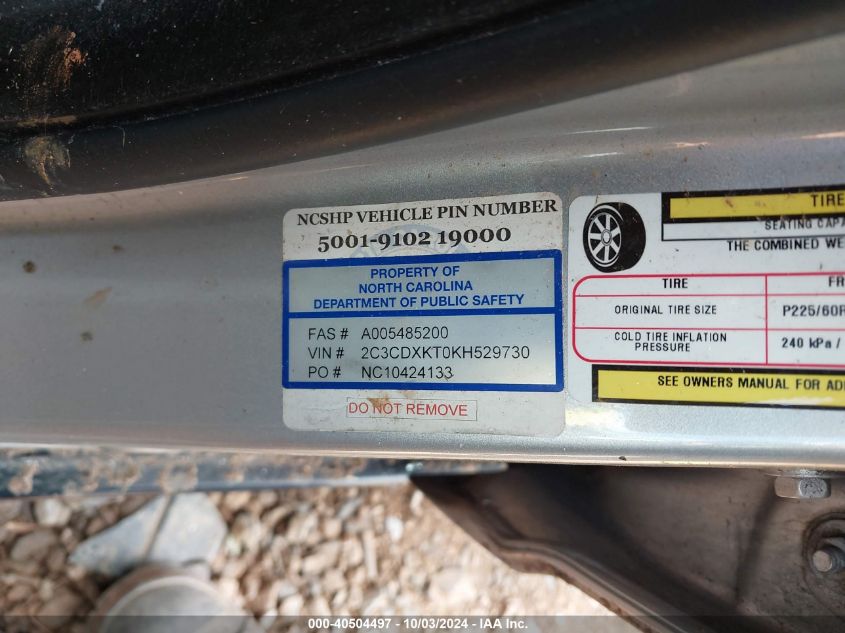 NCSHP VEHICLE PIN NUMBER
5001-9102 19000
PROPERTY OF
NORTH CAROLINA
DEPARTMENT OF PUBLIC SAFETY
FAS # A005485200
VIN # 2C3CDXKT0KH529730
PO # NC10424133
DO NOT REMOVE
TIRE
SEATING CAPA
THE COMBINED WE
TIRE FR
ORIGINAL TIRE SIZE P225/60R
COLD TIRE INFLATION
PRESSURE 240 kPa /
SEE OWNERS MANUAL FOR ADD
000-40504497 - 10/03/2024 - IAA Inc.